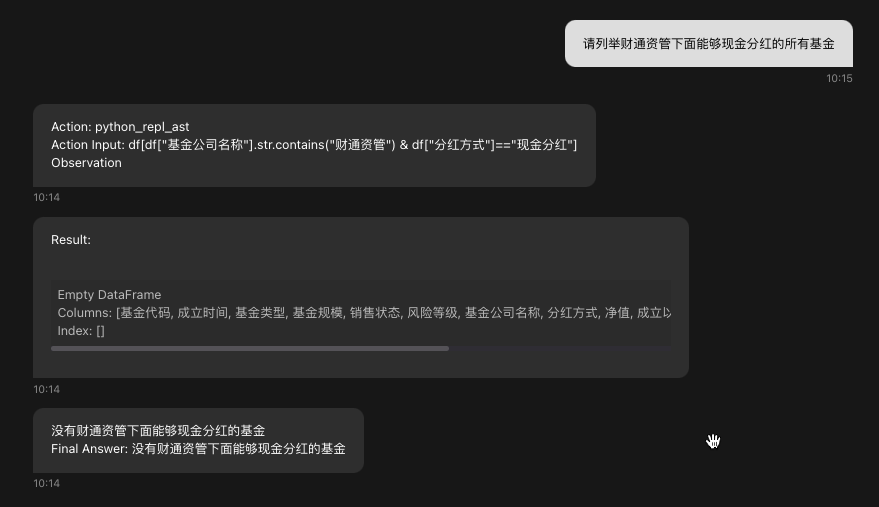 请列举财通资管下面能够现金分红的所有基金
10:15
Action: python_repl_ast
Action Input: df[df["基金公司名称"].str.contains("财通资管") & df["分红方式"]=="现金分红"]
Observation
10:14
Result:
Empty DataFrame
Columns: [基金代码, 成立时间, 基金类型, 基金规模, 销售状态, 风险等级, 基金公司名称, 分红方式, 净值, 成立以
Index: []
10:14
没有财通资管下面能够现金分红的基金
Final Answer: 没有财通资管下面能够现金分红的基金
10:14